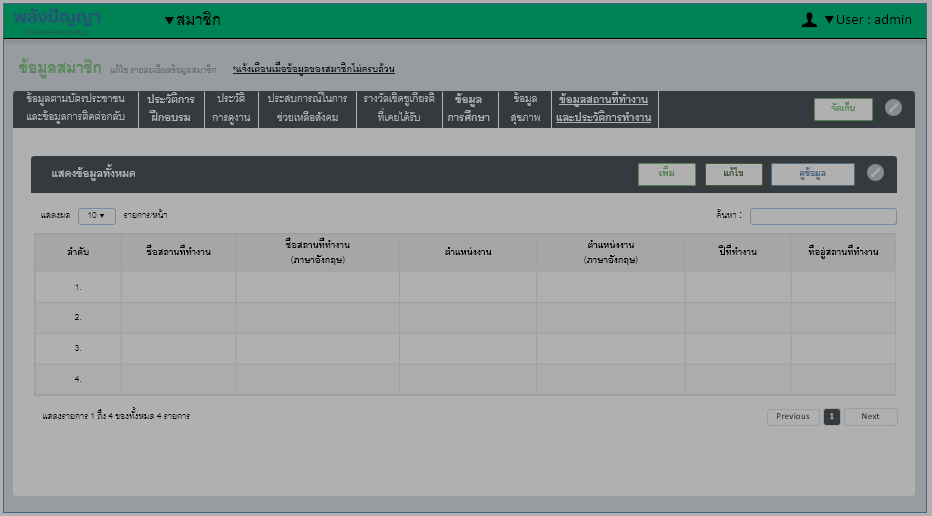 พลังปัญญา
▼สมาชิก
▼User : admin
ข้อมูลสมาชิก แก้ไข รายละเอียดข้อมูลสมาชิก *แจ้งเตือนเมื่อข้อมูลของสมาชิกไม่ครบถ้วน
ข้อมูลตามบัตรประชาชน
และข้อมูลการติดต่อกลับ
ประวัติการ
ฝึกอบรม
ประวัติ
การดูงาน
ประสบการณ์ในการ
ช่วยเหลือสังคม
รางวัลเชิดชูเกียรติ
ที่เคยได้รับ
ข้อมูล
การศึกษา
ข้อมูล
สุขภาพ
ข้อมูลสถานที่ทำงาน
และประวัติการทำงาน
จัดเก็บ
แสดงข้อมูลทั้งหมด
เพิ่ม
แก้ไข
ดูข้อมูล
แสดงผล 10 ▼ รายการ/หน้า
ค้นหา :
ลำดับ
ชื่อสถานที่ทำงาน
ชื่อสถานที่ทำงาน
(ภาษาอังกฤษ)
ตำแหน่งงาน
ตำแหน่งงาน
(ภาษาอังกฤษ)
ปีที่ทำงาน
ที่อยู่สถานที่ทำงาน
1.
2.
3.
4.
แสดงรายการ 1 ถึง 4 ของทั้งหมด 4 รายการ
Previous 1 Next